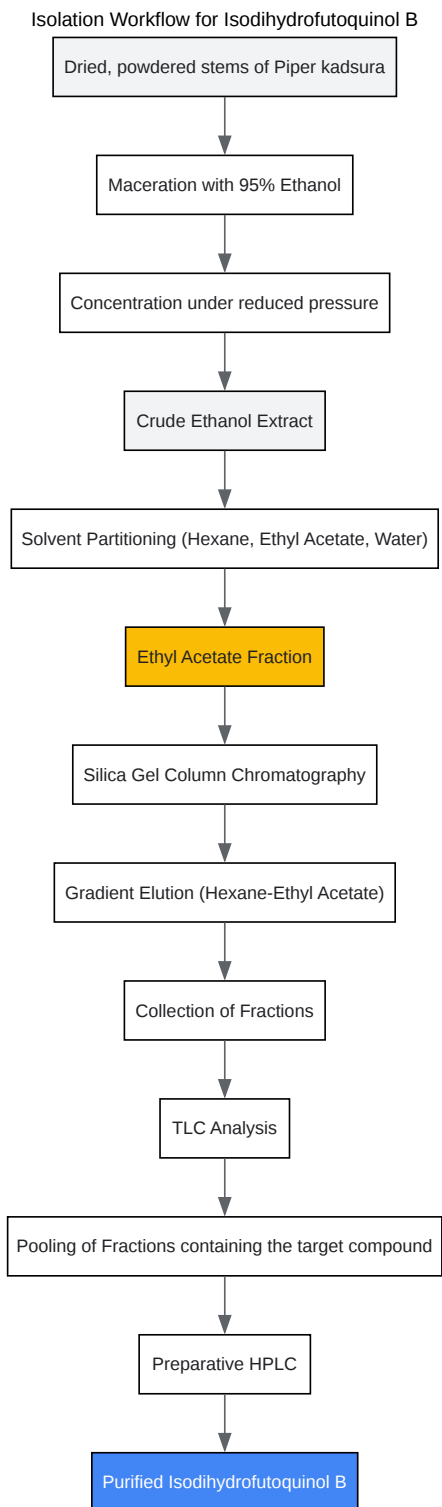 Isolation Workflow for Isodihydrofutoquinol B
Dried, powdered stems of Piper kadsura
Maceration with 95% Ethanol
Concentration under reduced pressure
Crude Ethanol Extract
Solvent Partitioning (Hexane, Ethyl Acetate, Water)
Ethyl Acetate Fraction
Silica Gel Column Chromatography
Gradient Elution (Hexane-Ethyl Acetate)
Collection of Fractions
TLC Analysis
Pooling of Fractions containing the target compound
Preparative HPLC
Purified Isodihydrofutoquinol B